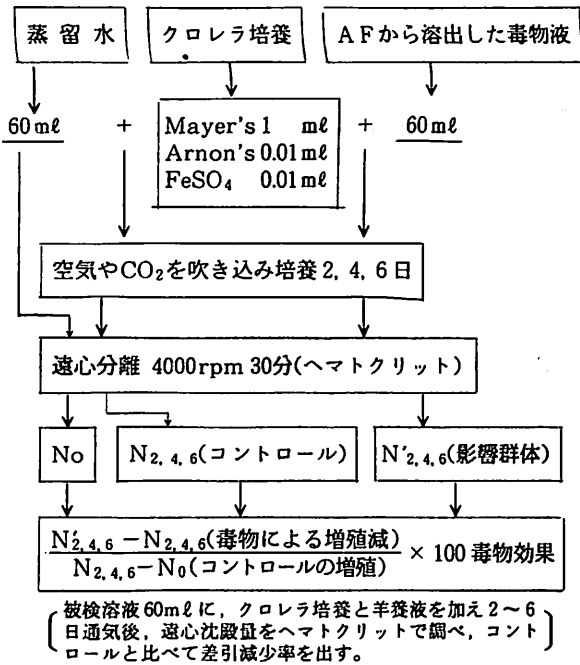 蒸留水 クロレラ培養 AFから溶出した毒物液
60mℓ + Mayer's 1 mℓ + 60mℓ
Arnon's 0.01mℓ
FeSO₄ 0.01mℓ
空気やCO₂を吹き込み培養2, 4, 6日
遠心分離 4000rpm 30分(ヘマトクリット)
No N₂,₄,₆(コントロール) N'₂,₄,₆(影響群体)
N'₂,₄,₆−N₂,₄,₆(毒物による増殖減)
N₂,₄,₆−N₀(コントロールの増殖) × 100 毒物効果
被検溶液60mℓに，クロレラ培養と羊養液を加え2〜6
日通気後，遠心沈殿量をヘマトクリットで調べ，コント
ロールと比べて差引減少率を出す。